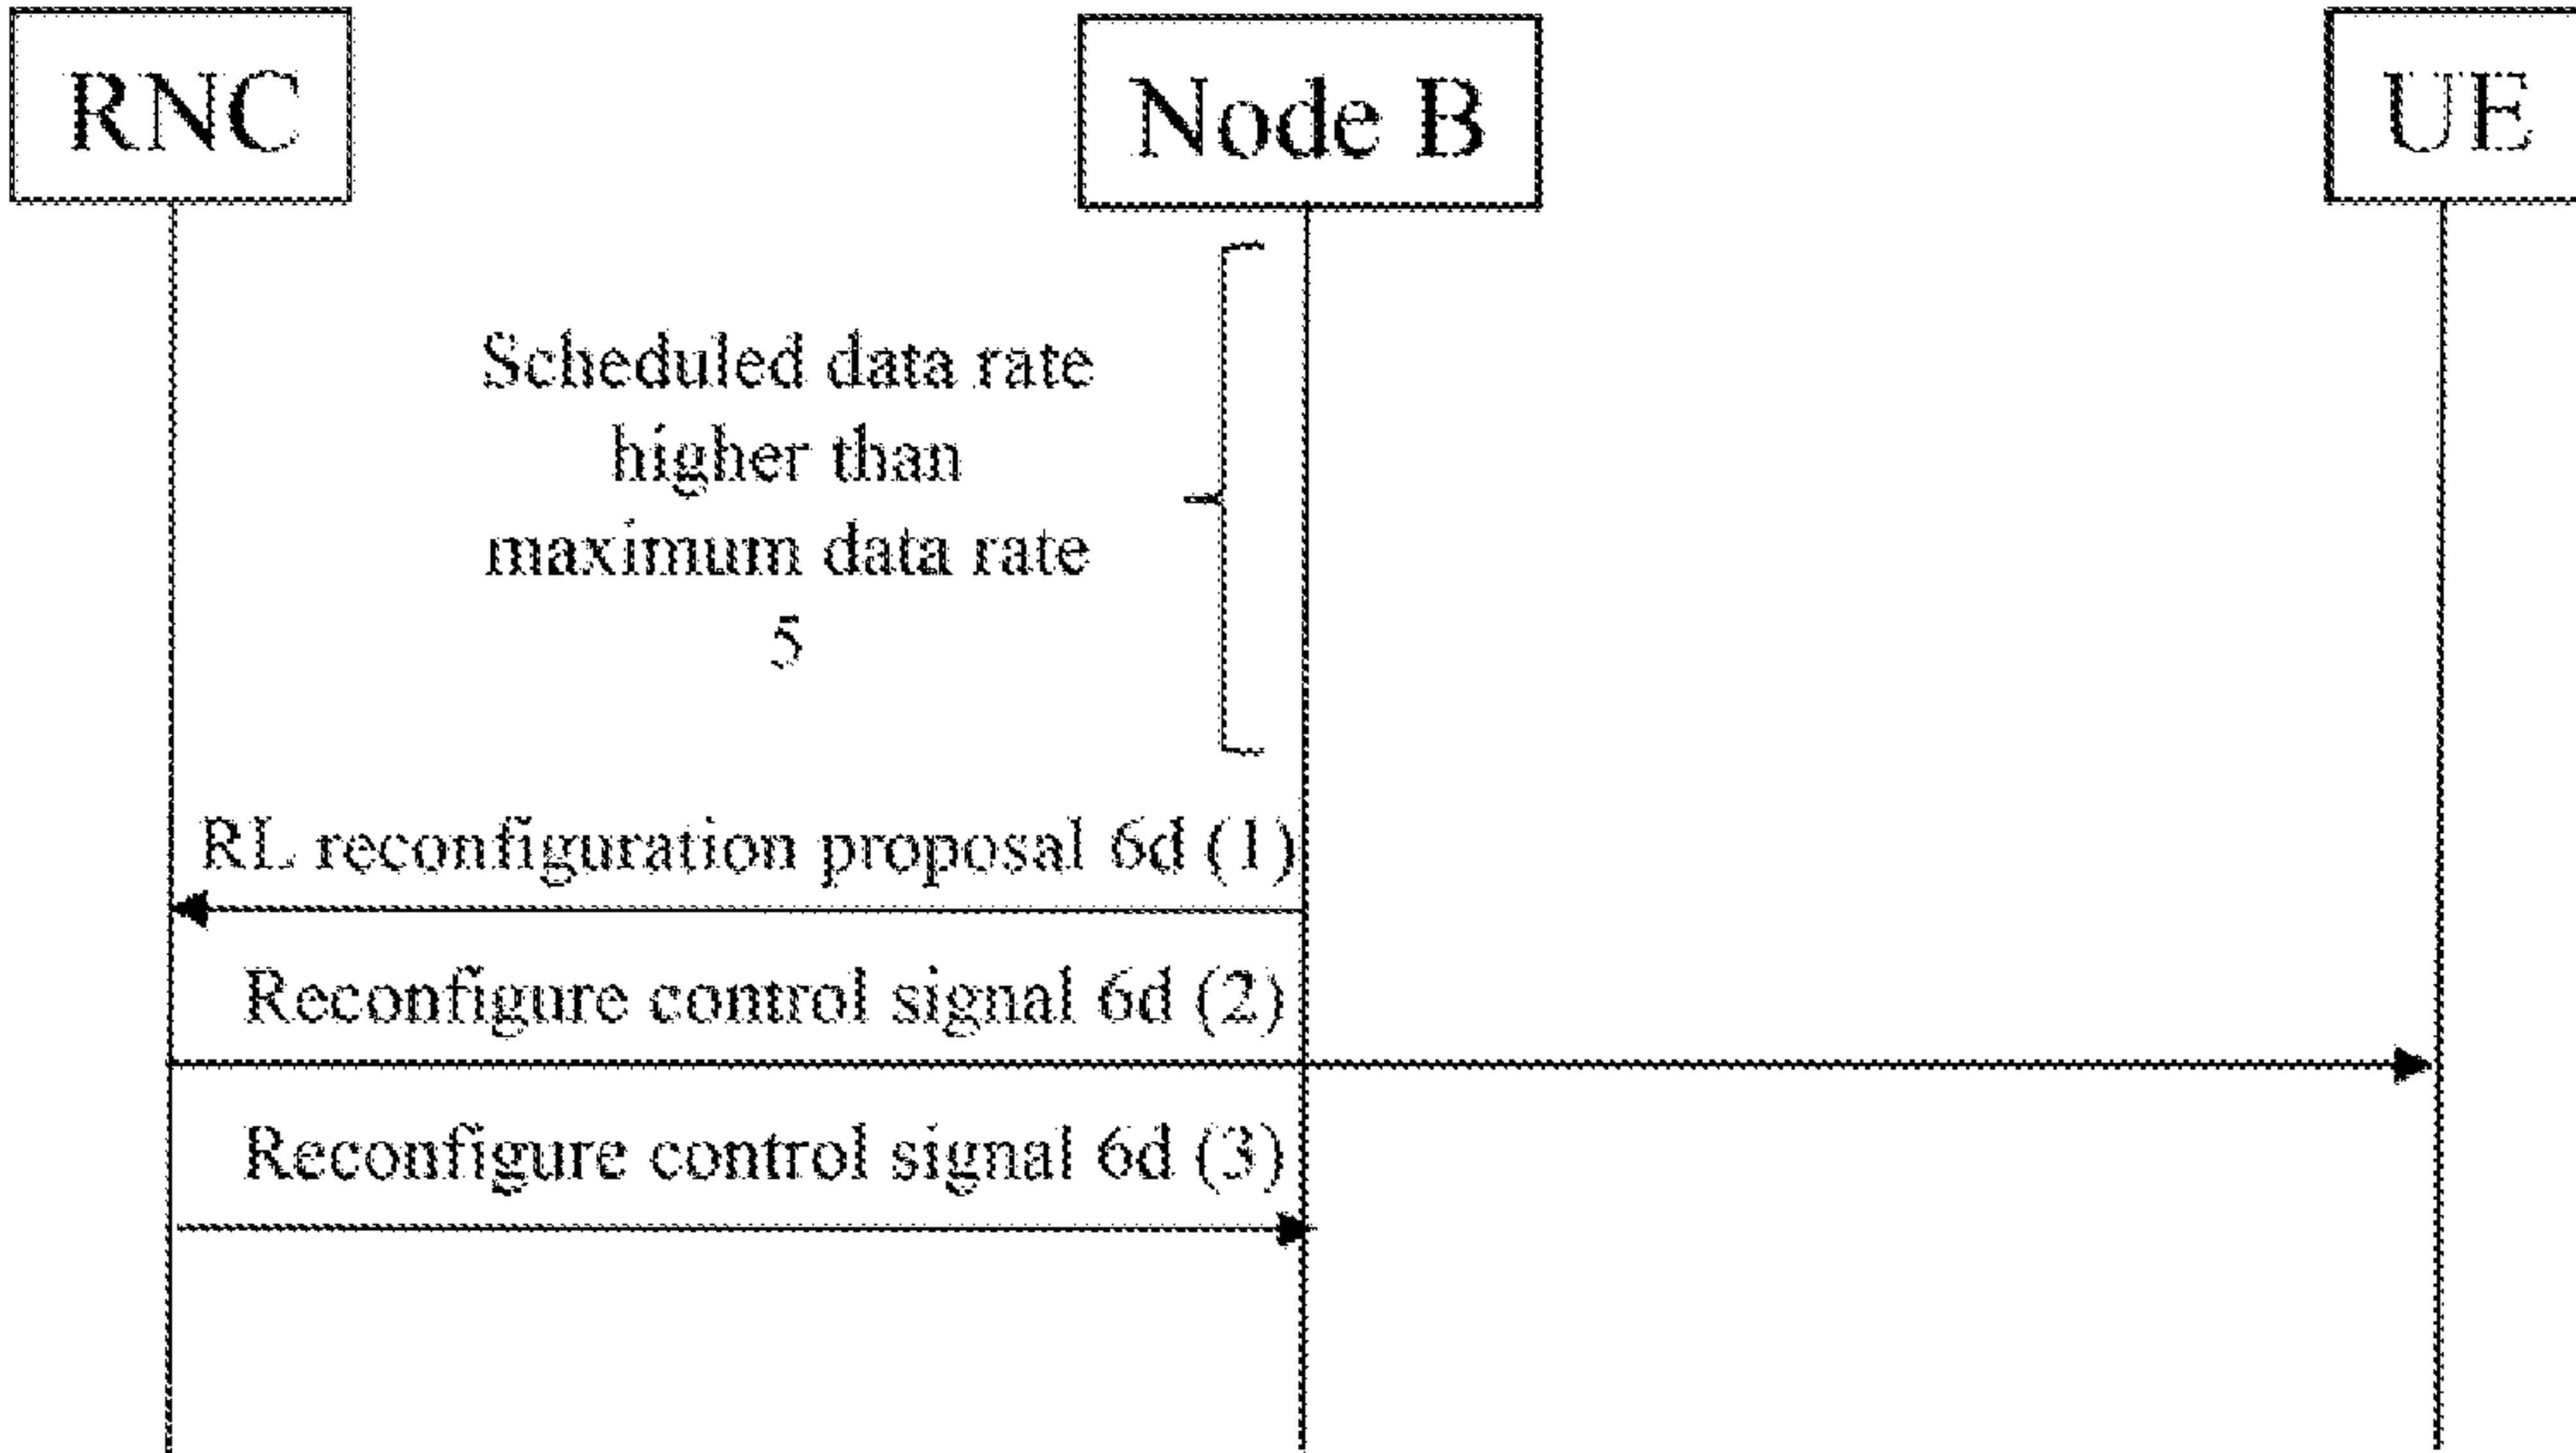 RNC
Node B
UE
Scheduled data rate
higher than
maximum data rate
5
RL reconfiguration proposal 6d (1)
Reconfigure control signal 6d (2)
Reconfigure control signal 6d (3)